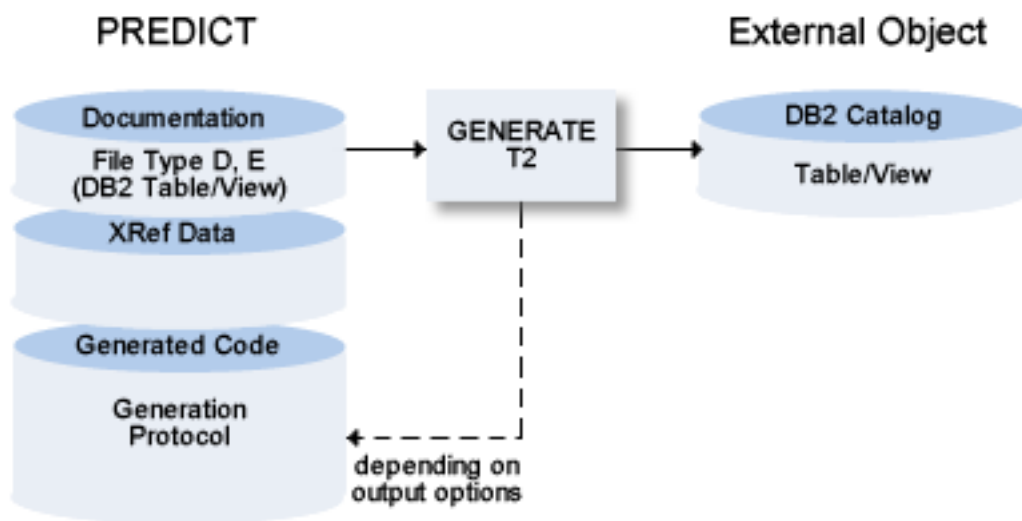 PREDICT
External Object
Documentation
File Type D, E
(DB2 Table/View)
XRef Data
Generated Code
Generation
Protocol
GENERATE
T2
depending on
output options
DB2 Catalog
Table/View